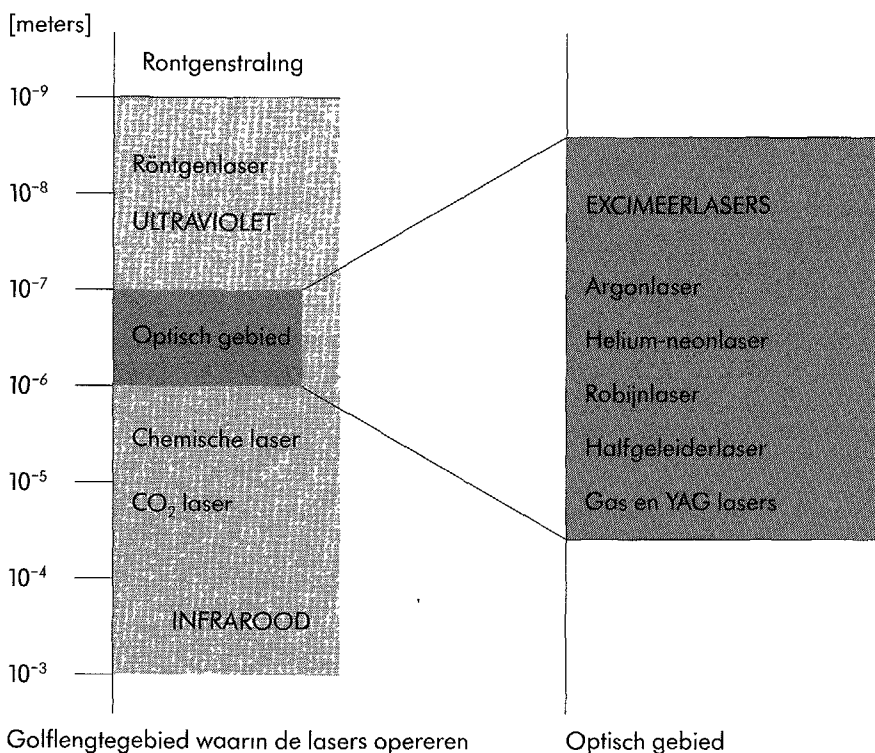 [meters]
Rontgenstraling
10⁻⁹
Rontgenlaser
10⁻⁸
ULTRAVIOLET
10⁻⁷
Optisch gebied
10⁻⁶
Chemische laser
10⁻⁵
CO₂ laser
10⁻⁴
INFRAROOD
10⁻³
Golflengtegebied waarin de lasers opereren
EXCIMEERLASERS
Argonlaser
Helium-neonlaser
Robijnlaser
Halfgeleiderlaser
Gas en YAG lasers
Optisch gebied